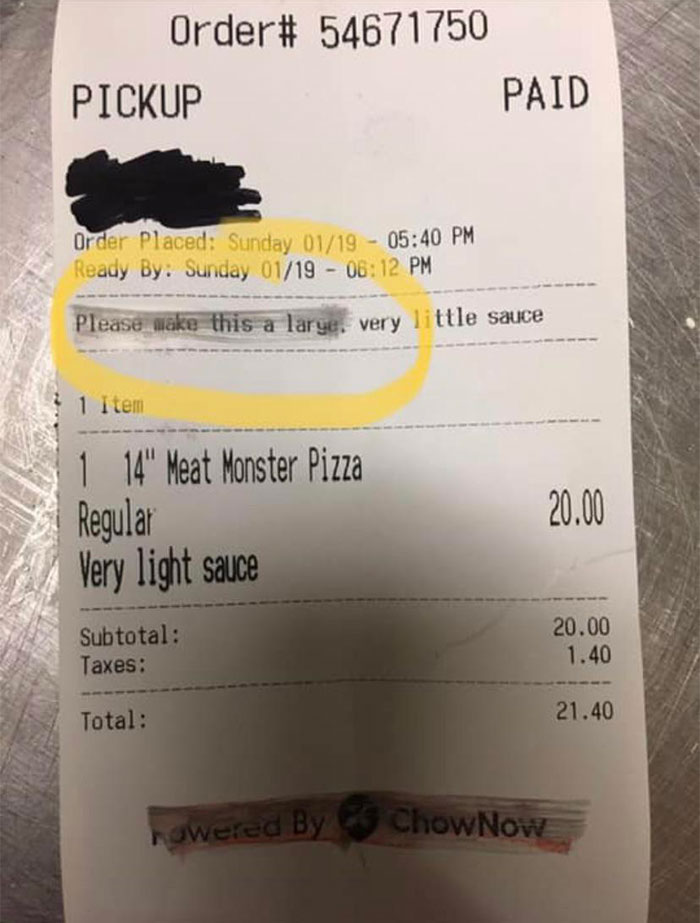 Order# 54671750
PICKUP PAID
Order Placed: Sunday 01/19 - 05:40 PM
Ready By: Sunday 01/19 - 06:12 PM
Please make this a large, very little sauce
1 Item
1 14" Meat Monster Pizza
Regular 20.00
Very light sauce
Subtotal: 20.00
Taxes: 1.40
Total: 21.40
Powered By ChowNow